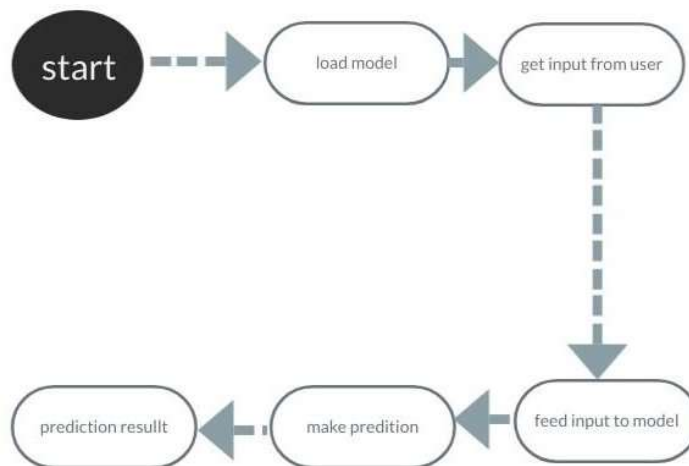 start
load model
get input from user
feed input to model
make predition
prediction resullt